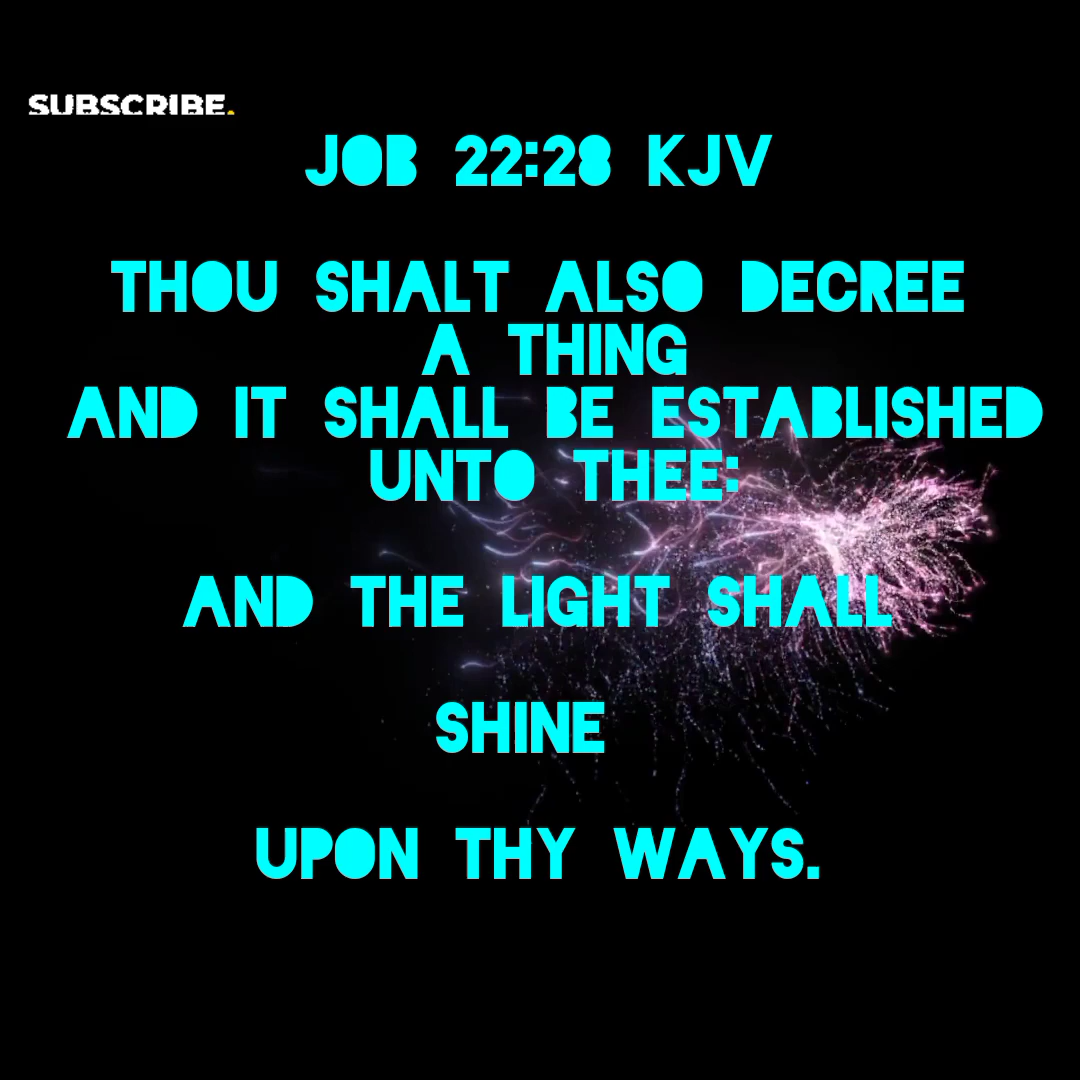 SUBSCRIBE.
JOB 22:28 KJV
THOU SHALT ALSO DECREE
A THING
AND IT SHALL BE ESTABLISHED
UNTO THEE:
AND THE LIGHT SHALL
SHINE
UPON THY WAYS.